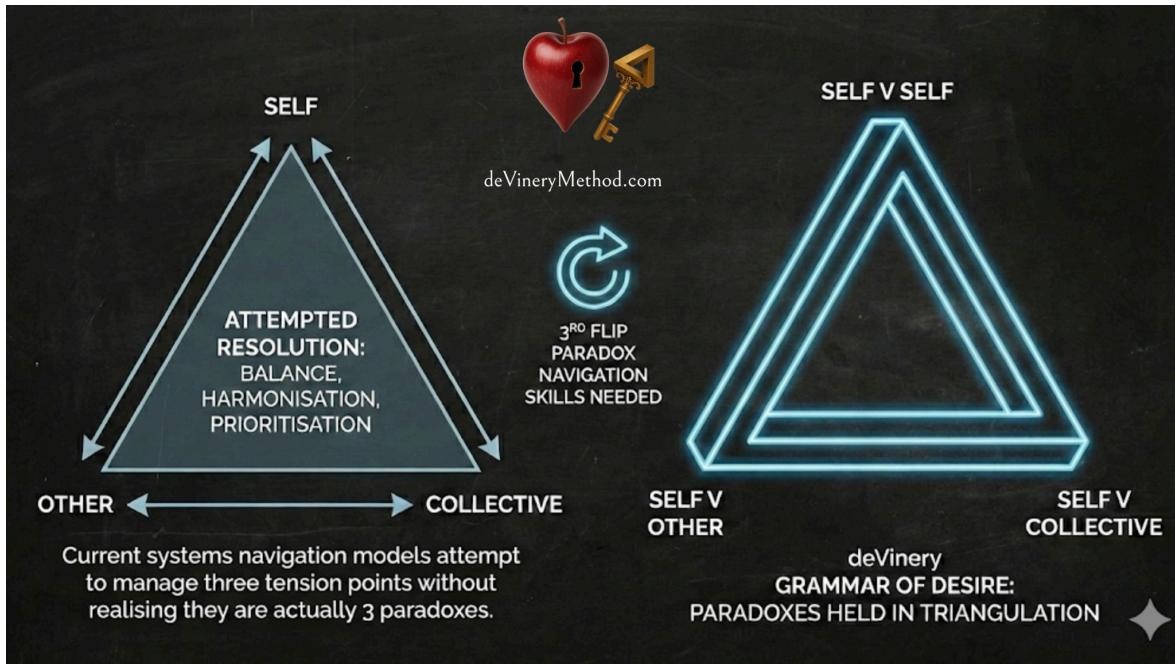 SELF
ATTEMPTED
RESOLUTION:
BALANCE,
HARMONISATION,
PRIORITISATION
OTHER
COLLECTIVE
Current systems navigation models attempt
to manage three tension points without
realising they are actually 3 paradoxes.
deVineryMethod.com
3RD FLIP
PARADOX
NAVIGATION
SKILLS NEEDED
SELF V SELF
SELF V
OTHER
SELF V
COLLECTIVE
deVinery
GRAMMAR OF DESIRE:
PARADOXES HELD IN TRIANGULATION